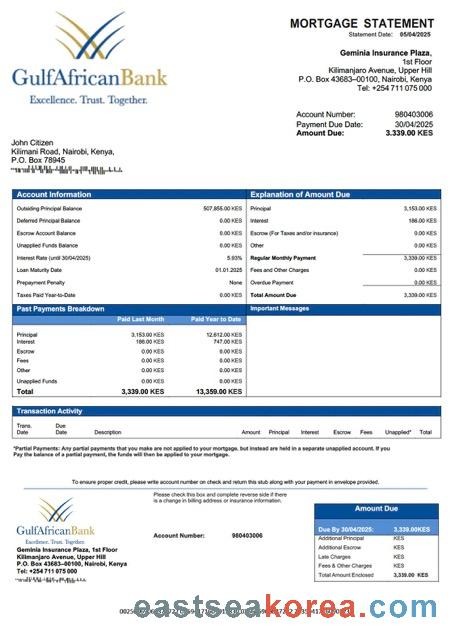 GulfAfricanBank
Excellence. Trust. Together.
MORTGAGE STATEMENT
Statement Date: 05/04/2025
Geminia Insurance Plaza,
1st Floor
Kilimanjaro Avenue, Upper Hill
P.O. Box 43683–00100, Nairobi, Kenya
Tel: +254 711 075 000
Account Number: 980403006
Payment Due Date: 30/04/2025
Amount Due: 3.339.00 KES
John Citizen
Kilimani Road, Nairobi, Kenya,
P.O. Box 78945
Account Information
Outsiding Principal Balance 507,855.00 KES
Deferred Principal Balance 0.00 KES
Escrow Account Balance 0.00 KES
Unapplied Funds Balance 0.00 KES
Interest Rate (until 30/04/2025) 5.93%
Loan Maturity Date 01.01.2025
Prepayment Penalty None
Taxes Paid Year-to-Date 0.00 KES
Explanation of Amount Due
Principal 3,153.00 KES
Interest 186.00 KES
Escrow (For Taxes and/or insurance) 0.00 KES
Other 0.00 KES
Regular Monthly Payment 3,339.00 KES
Fees and Other Charges 0.00 KES
Overdue Payment 0.00 KES
Total Amount Due 3,339.00 KES
Past Payments Breakdown
Paid Last Month Paid Year to Date
Principal 3,153.00 KES 12,612.00 KES
Interest 186.00 KES 747.00 KES
Escrow 0.00 KES 0.00 KES
Fees 0.00 KES 0.00 KES
Other 0.00 KES 0.00 KES
Unapplied Funds 0.00 KES 0.00 KES
Total 3,339.00 KES 13,359.00 KES
Important Messages
Transaction Activity
Trans. Date Due Date Description Amount Principal Interest Escrow Fees Unapplied* Total
*Partial Payments: Any partial payments that you make are not applied to your mortgage, but instead are held in a separate unapplied account. If you
Pay the balance of a partial payment, the funds will then be applied to your mortgage.
To ensure proper credit, please write account number on check and return this stub along with your payment in envelope provided.
Please check this box and complete reverse side if there
is a change in billing address or insurance information.
GulfAfricanBank
Excellence. Trust. Together.
Geminia Insurance Plaza, 1st Floor
Kilimanjaro Avenue, Upper Hill
P.O. Box 43683–00100, Nairobi, Kenya
Tel: +254 711 075 000
Account Number: 980403006
Amount Due
Due By 30/04/2025: 3,339.00KES
Additional Principal KES
Additional Escrow KES
Late Charges KES
Fees & Other Charges KES
Total Amount Enclosed 3,339.00 KES
eastseakorea.com